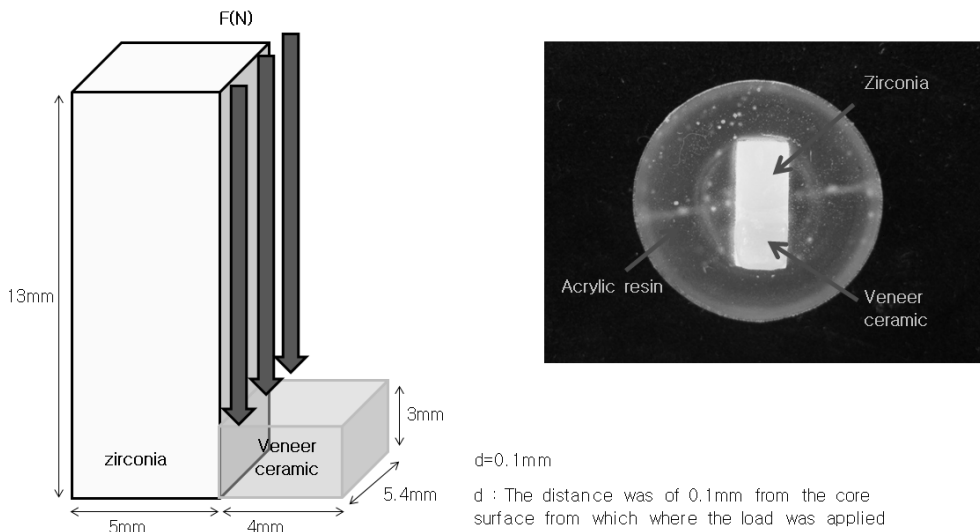 F(N)
Zirconia
13mm
Acrylic resin
Veneer
ceramic
3mm
zirconia
Veneer
ceramic
5.4mm
5mm
4mm
d=0.1mm
d : The distance was of 0.1mm from the core
surface from which where the load was applied